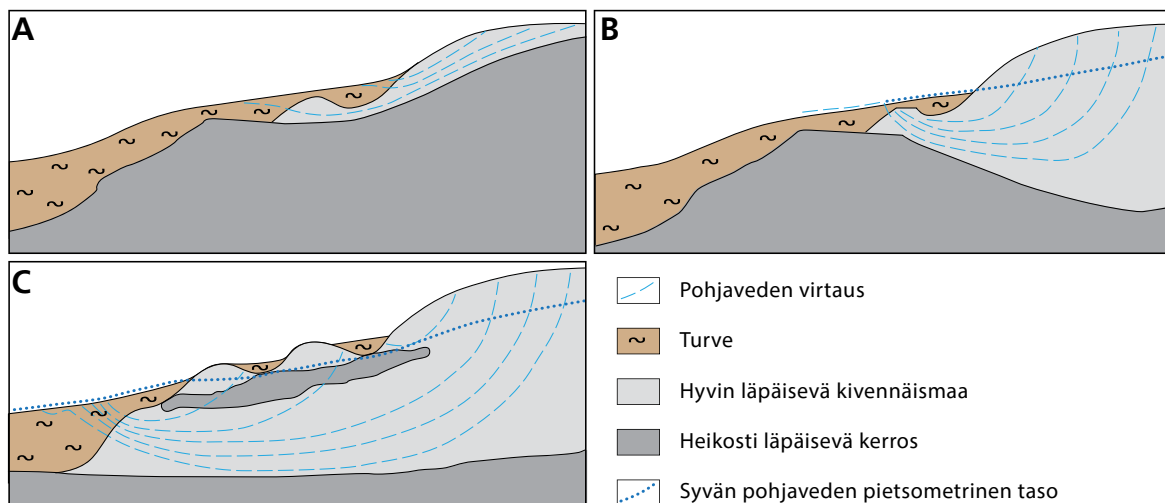 A
B
C
Pohjaveden virtaus
Turve
Hyvin läpäisevä kivennäismaa
Heikosti läpäisevä kerros
Syvän pohjaveden pietsometrinen taso